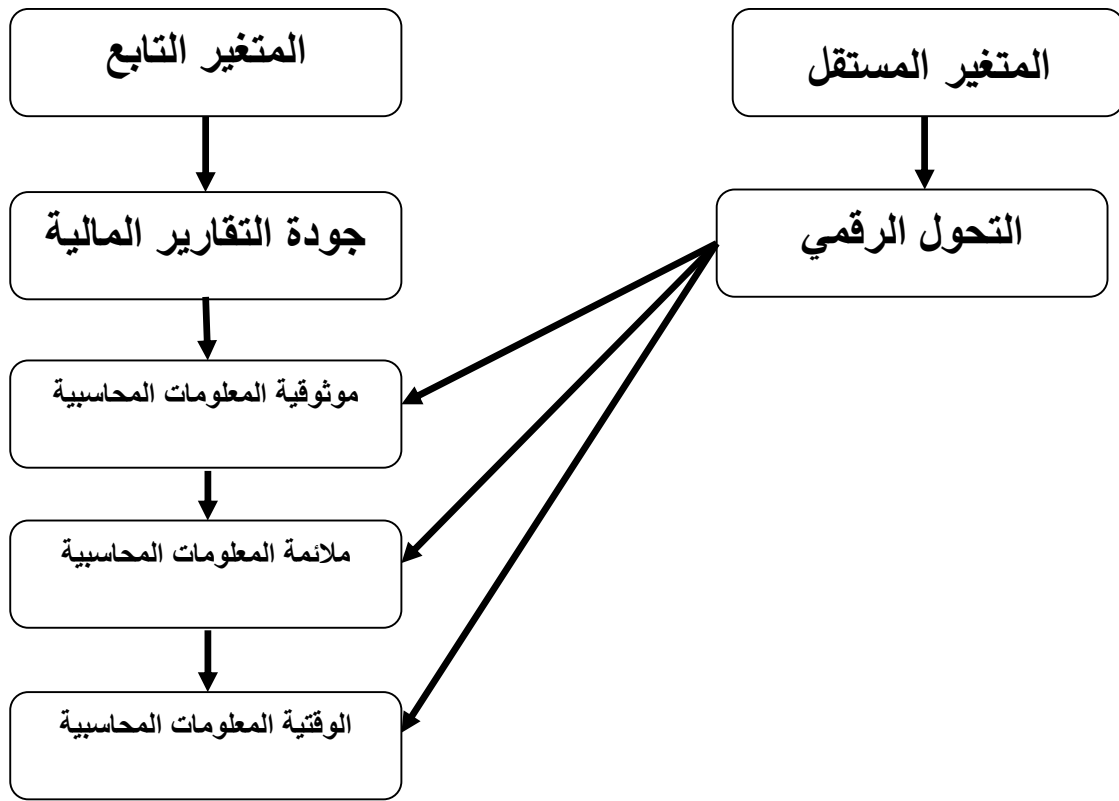 المتغير المستقل
المتغير التابع
التحول الرقمي
جودة التقارير المالية
موثوقية المعلومات المحاسبية
ملائمة المعلومات المحاسبية
الوقتية المعلومات المحاسبية